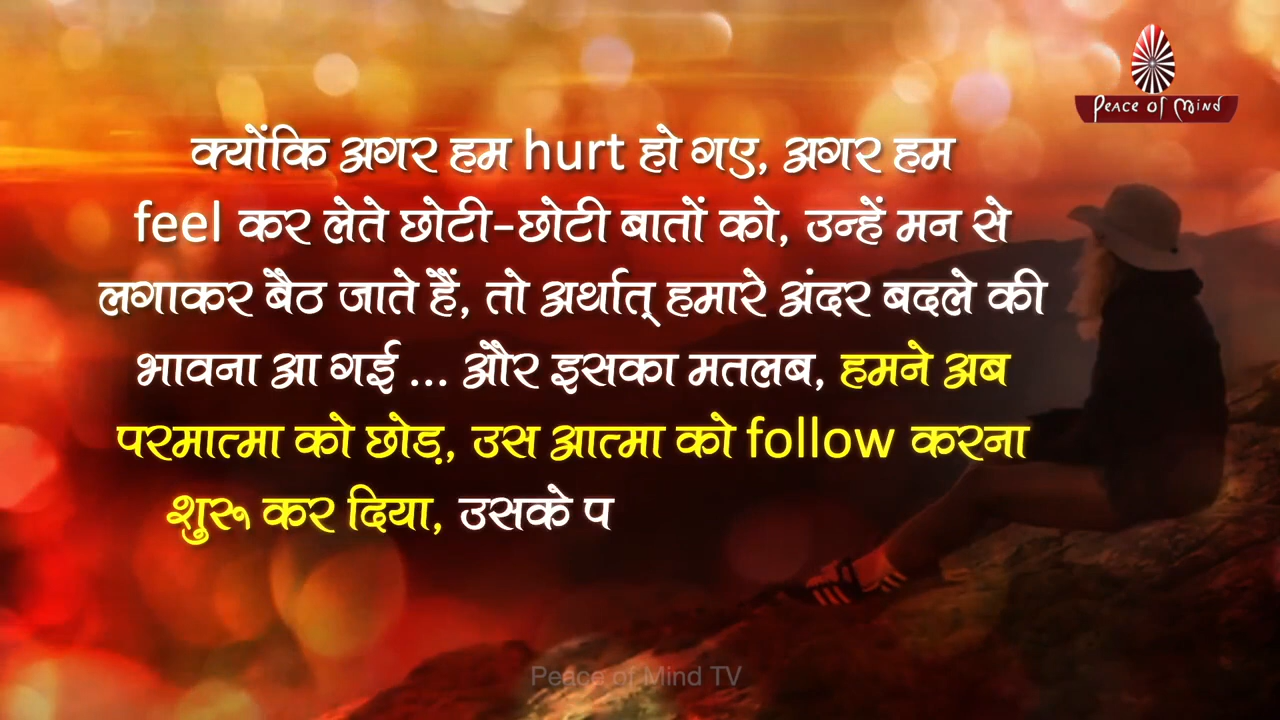 Peace of Mind
क्योंकि अगर हम hurt हो गए, अगर हम
feel कर लेते छोटी-छोटी बातों को, उन्हें मन से
लगाकर बैठ जाते हैं, तो अर्थात् हमारे अंदर बदले की
भावना आ गई ... और इसका मतलब, हमने अब
परमात्मा को छोड़, उस आत्मा को follow करना
शुरू कर दिया, उसके प
Peace of Mind TV